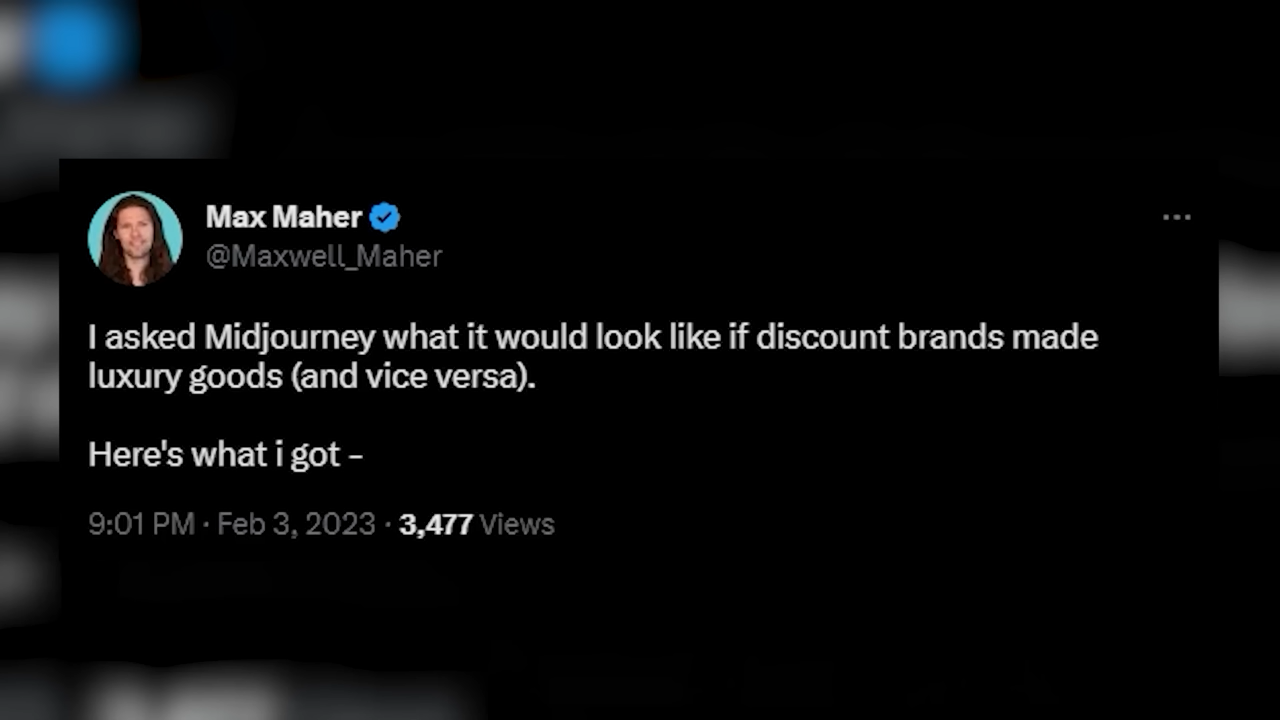 Max Maher
@Maxwell_Maher
I asked Midjourney what it would look like if discount brands made
luxury goods (and vice versa).
Here's what i got –
9:01 PM · Feb 3, 2023 · 3,477 Views